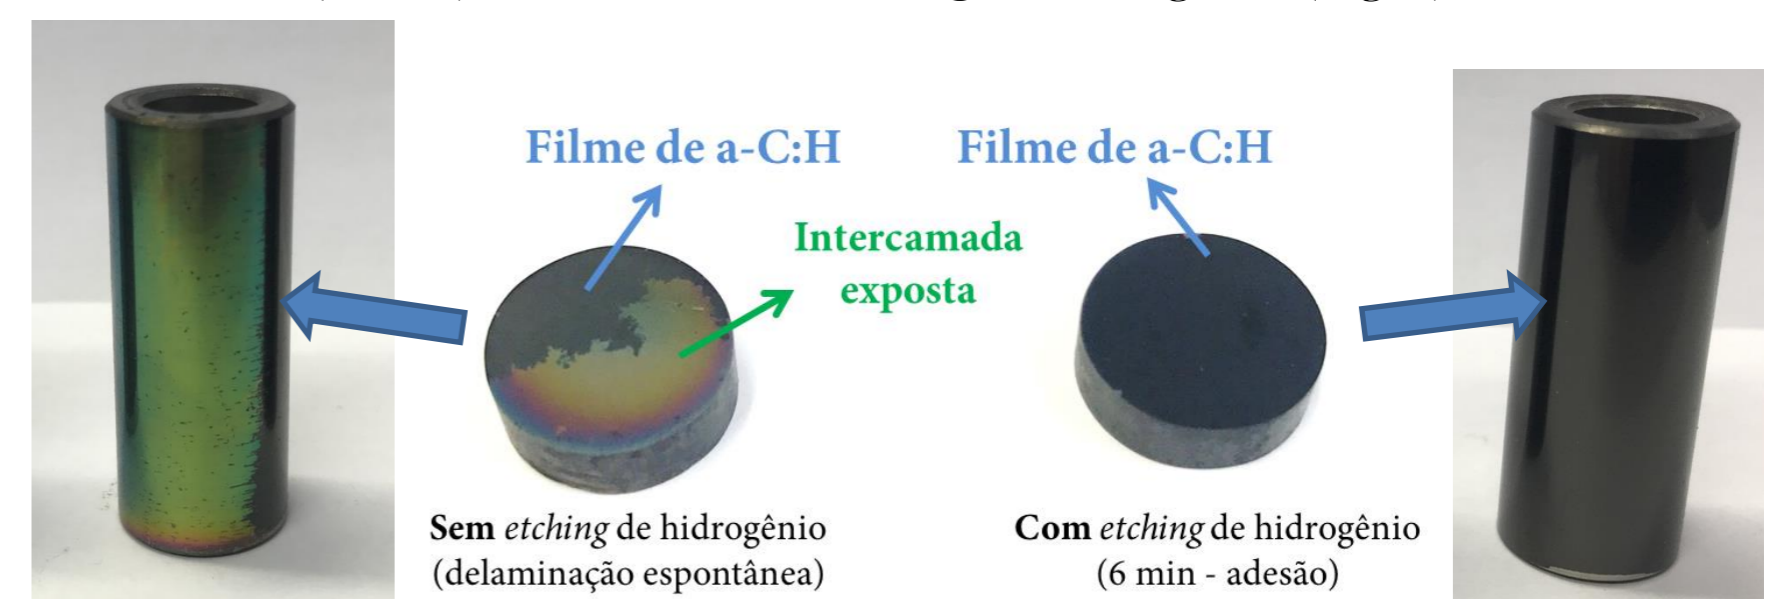 Filme de a-C:H
Filme de a-C:H
Intercamada
exposta
Sem etching de hidrogênio
(delaminação espontânea)
Com etching de hidrogênio
(6 min - adesão)